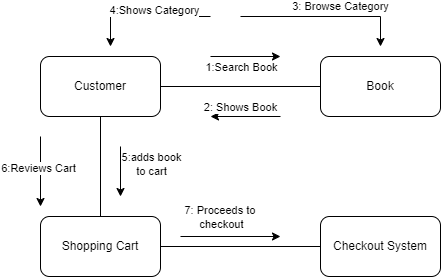 4:Shows Category
3: Browse Category
1:Search Book
Customer
Book
2: Shows Book
5:adds book
to cart
6:Reviews Cart
7: Proceeds to
checkout
Shopping Cart
Checkout System